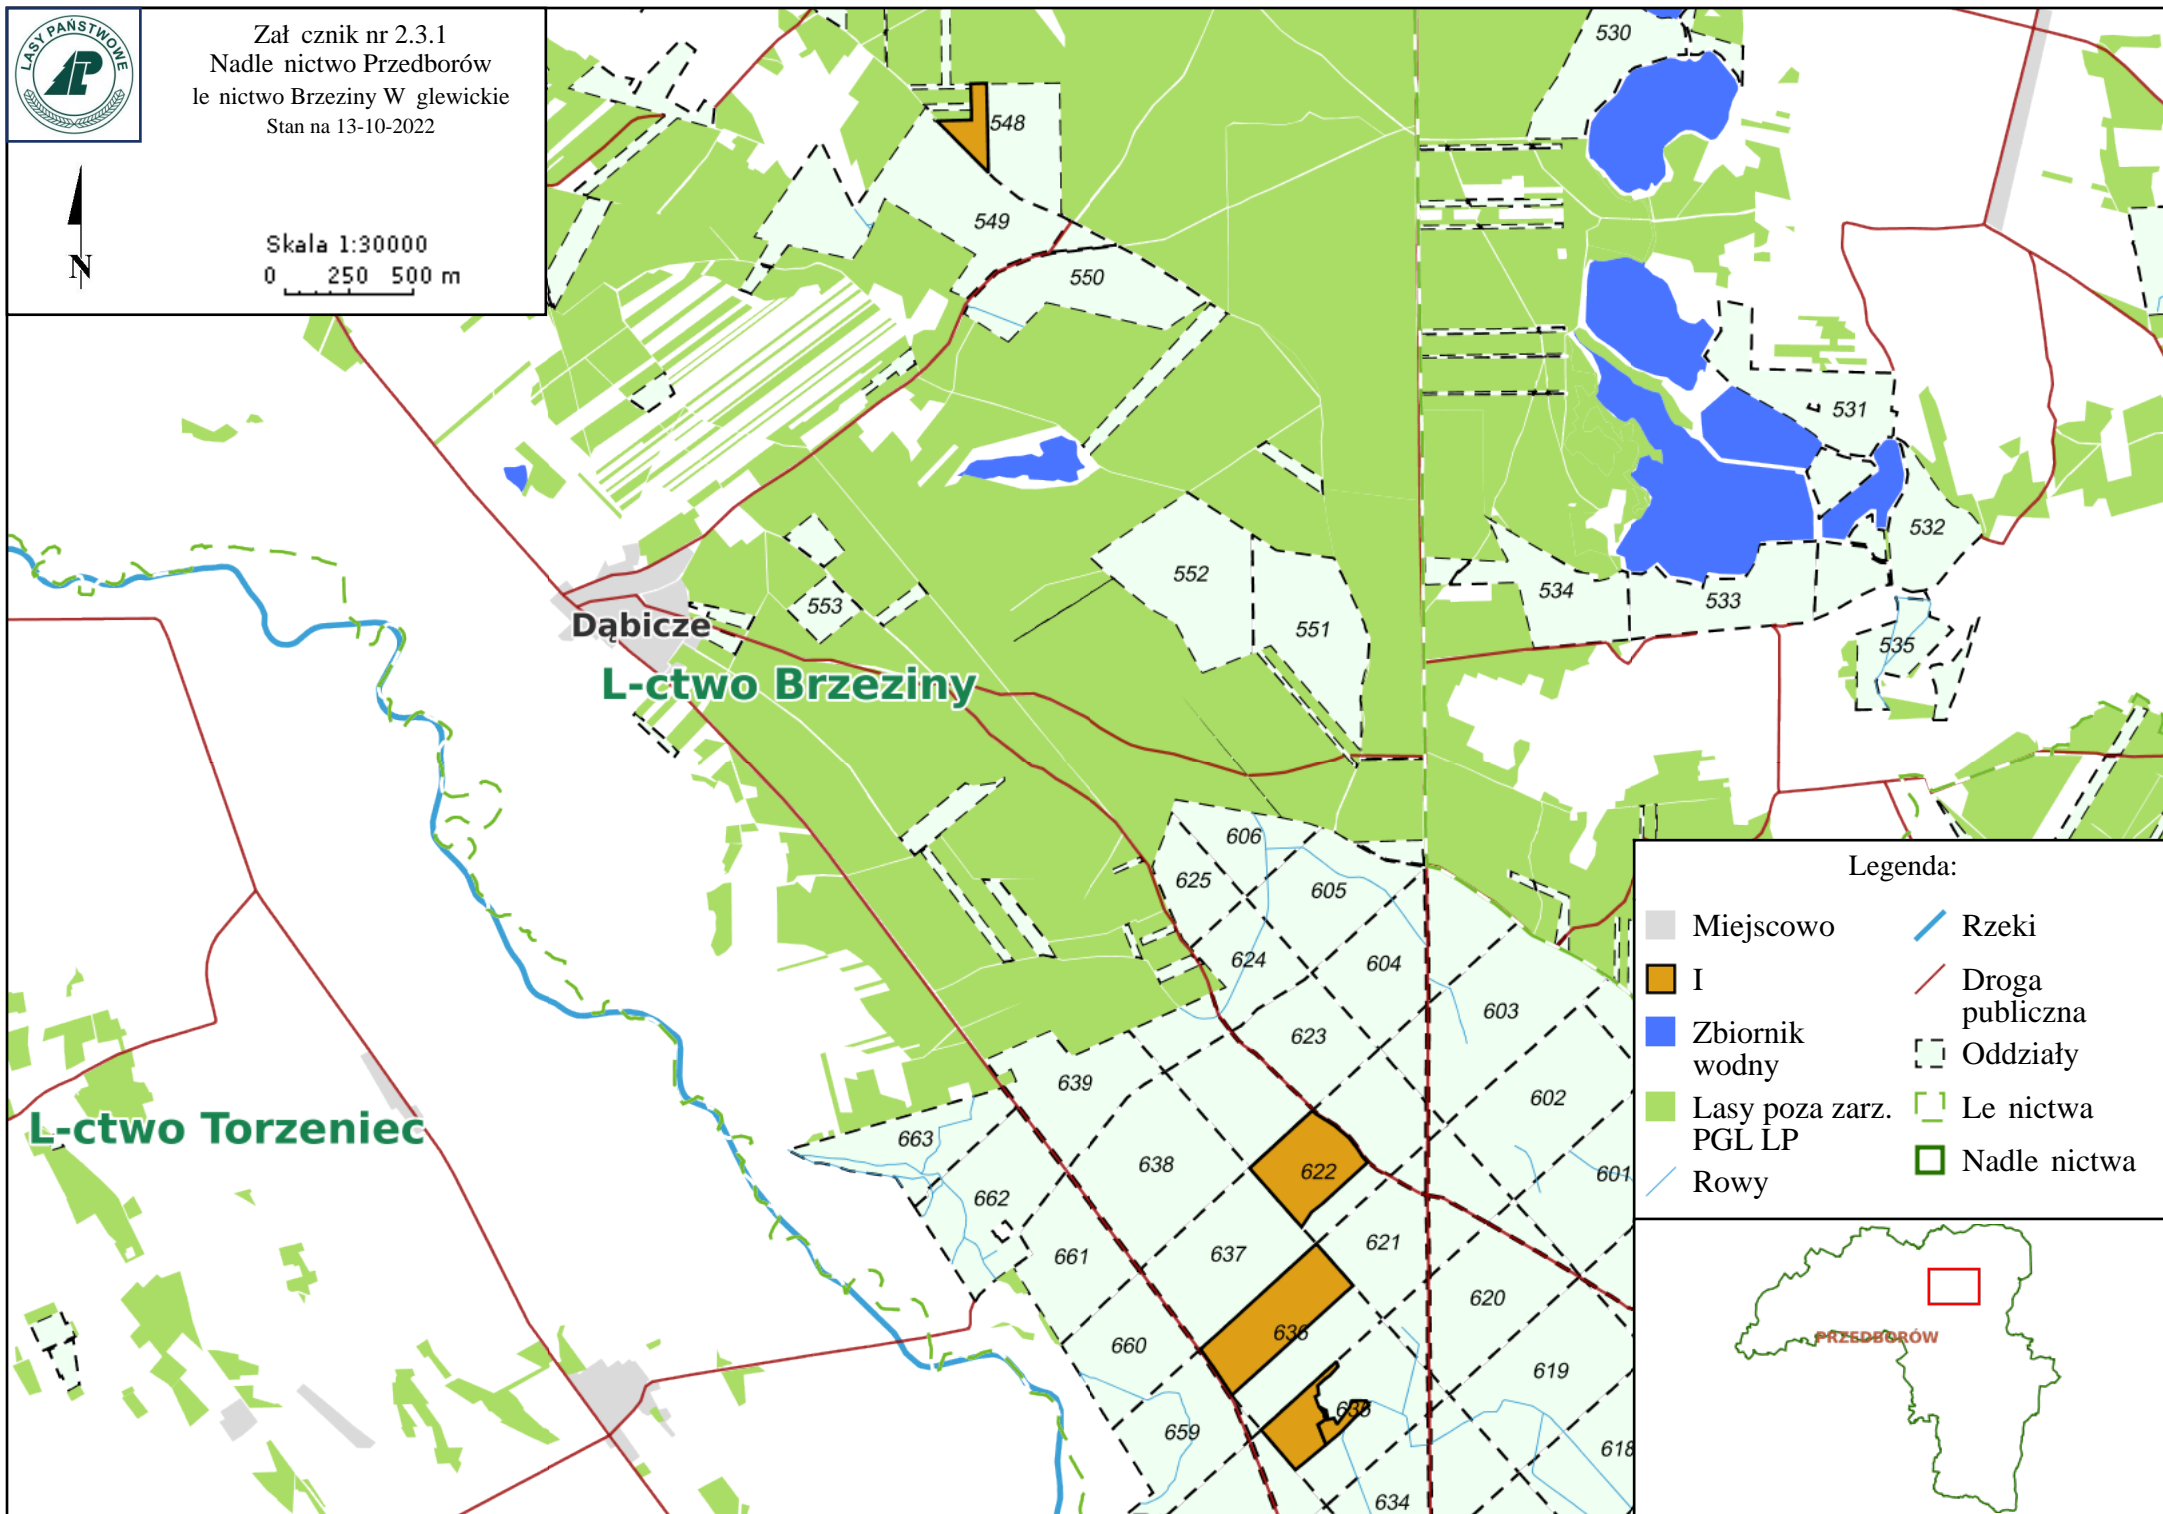 LASY PAŃSTWOWE
Zał cznik nr 2.3.1
Nadle nictwo Przedborów
le nictwo Brzeziny W glewickie
Stan na 13-10-2022
N
Skala 1:30000
0 250 500 m
530
548
549
550
531
532
552
551
553
534
533
535
Dąbicze
L-ctwo Brzeziny
606
625
605
624
604
603
623
639
602
L-ctwo Torzeniec
663
638
622
601
662
661
637
621
620
636
660
619
635
659
618
634
Legenda:
Miejscowo
I
Zbiornik
wodny
Lasy poza zarz.
PGL LP
Rowy
Rzeki
Droga
publiczna
Oddziały
Le nictwa
Nadle nictwa
PRZEDBORÓW